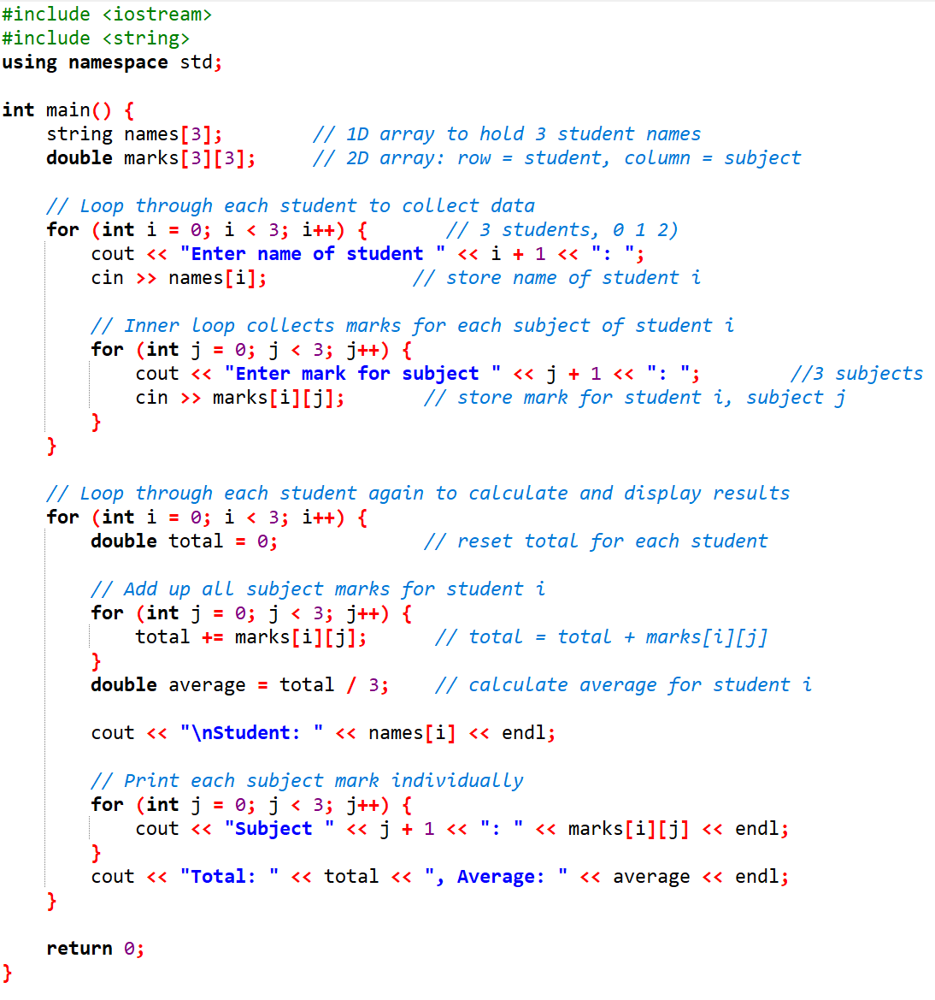 #include <iostream>
#include <string>
using namespace std;

int main() {
    string names[3];        // 1D array to hold 3 student names
    double marks[3][3];     // 2D array: row = student, column = subject

    // Loop through each student to collect data
    for (int i = 0; i < 3; i++) {       // 3 students, 0 1 2)
        cout << "Enter name of student " << i + 1 << ": ";
        cin >> names[i];             // store name of student i

        // Inner loop collects marks for each subject of student i
        for (int j = 0; j < 3; j++) {
            cout << "Enter mark for subject " << j + 1 << ": ";        //3 subjects
            cin >> marks[i][j];       // store mark for student i, subject j
        }
    }

    // Loop through each student again to calculate and display results
    for (int i = 0; i < 3; i++) {
        double total = 0;             // reset total for each student

        // Add up all subject marks for student i
        for (int j = 0; j < 3; j++) {
            total += marks[i][j];      // total = total + marks[i][j]
        }
        double average = total / 3;    // calculate average for student i

        cout << "\nStudent: " << names[i] << endl;

        // Print each subject mark individually
        for (int j = 0; j < 3; j++) {
            cout << "Subject " << j + 1 << ": " << marks[i][j] << endl;
        }
        cout << "Total: " << total << ", Average: " << average << endl;
    }

    return 0;
}